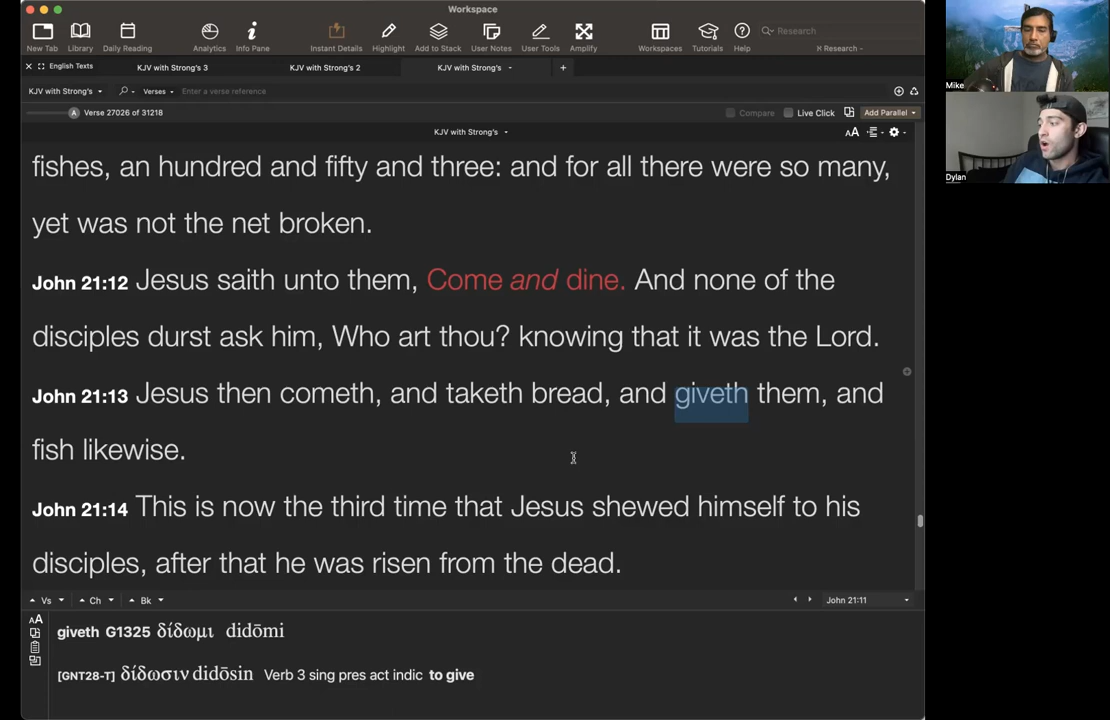 Workspace
New Tab Library Daily Reading Analytics Info Pane Instant Details Highlight Add to Stack User Notes User Tools Amplify Workspaces Tutorials Help Research
⌘ Research
English Texts KJV with Strong's 3 KJV with Strong's 2 KJV with Strong's +
KJV with Strong's Verses Enter a verse reference
A Verse 27026 of 31218 Compare Live Click Add Parallel
KJV with Strong's AA
fishes, an hundred and fifty and three: and for all there were so many,
yet was not the net broken.
John 21:12 Jesus saith unto them, Come and dine. And none of the
disciples durst ask him, Who art thou? knowing that it was the Lord.
John 21:13 Jesus then cometh, and taketh bread, and giveth them, and
fish likewise.
John 21:14 This is now the third time that Jesus shewed himself to his
disciples, after that he was risen from the dead.
Vs Ch Bk John 21:11
AA
giveth G1325 δίδωμι didōmi
[GNT28-T] δίδωσιν didōsin Verb 3 sing pres act indic to give
Mike
Dylan